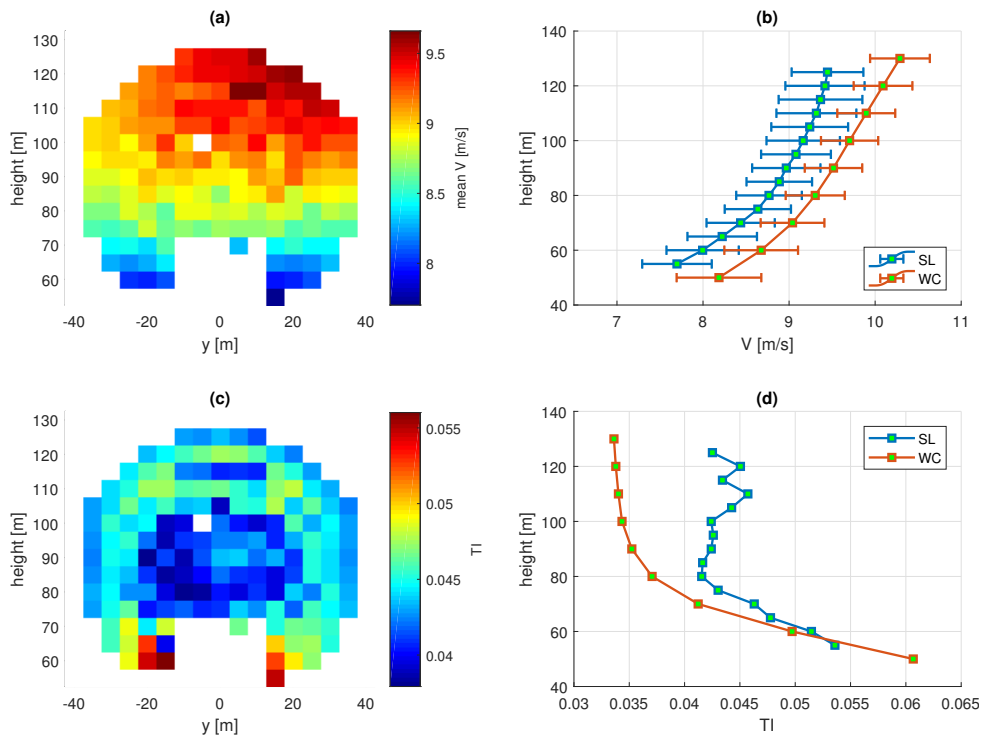 (a)
130
120
110
100
90
80
70
60
height [m]
-40 -20 0 20 40
y [m]
9.5
9
8.5
8
mean V [m/s]
(b)
140
120
100
80
60
40
height [m]
7 8 9 10 11
V [m/s]
SL
WC
(c)
130
120
110
100
90
80
70
60
height [m]
-40 -20 0 20 40
y [m]
0.055
0.05
0.045
0.04
TI
(d)
140
120
100
80
60
40
height [m]
0.03 0.035 0.04 0.045 0.05 0.055 0.06 0.065
TI
SL
WC